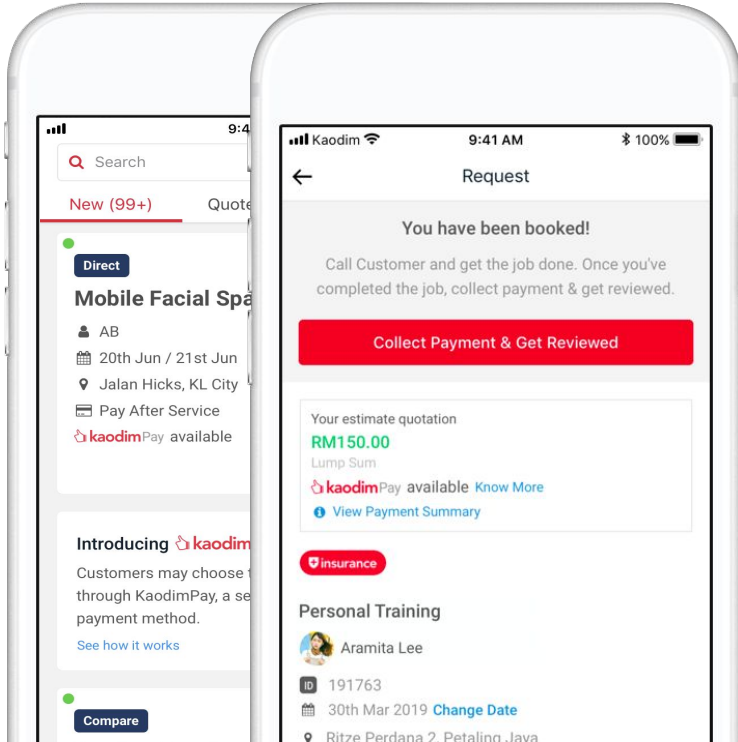 9:4
Search
New (99+)
Quote
Direct
Mobile Facial Spa
AB
20th Jun / 21st Jun
Jalan Hicks, KL City
Pay After Service
kaodimPay available
Introducing kaodim
Customers may choose t
through KaodimPay, a se
payment method.
See how it works
Compare
Kaodim 9:41 AM 100%
Request
You have been booked!
Call Customer and get the job done. Once you've
completed the job, collect payment & get reviewed.
Collect Payment & Get Reviewed
Your estimate quotation
RM150.00
Lump Sum
kaodimPay available Know More
View Payment Summary
insurance
Personal Training
Aramita Lee
ID 191763
30th Mar 2019 Change Date
Ritze Perdana 2, Petaling Jaya